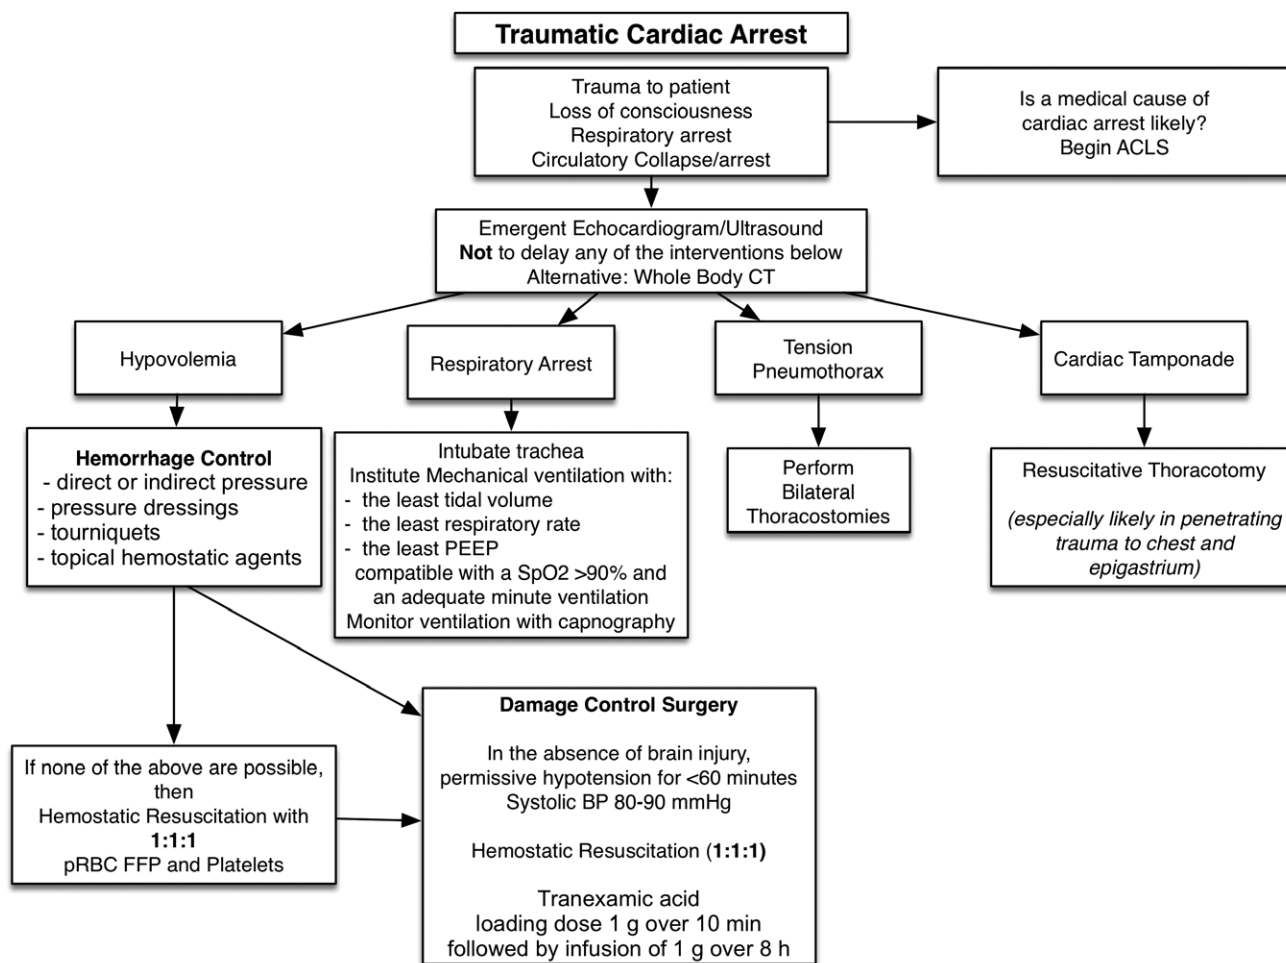 Traumatic Cardiac Arrest
Trauma to patient
Loss of consciousness
Respiratory arrest
Circulatory Collapse/arrest
Is a medical cause of
cardiac arrest likely?
Begin ACLS
Emergent Echocardiogram/Ultrasound
Not to delay any of the interventions below
Alternative: Whole Body CT
Hypovolemia
Respiratory Arrest
Tension
Pneumothorax
Cardiac Tamponade
Hemorrhage Control
- direct or indirect pressure
- pressure dressings
- tourniquets
- topical hemostatic agents
Intubate trachea
Institute Mechanical ventilation with:
- the least tidal volume
- the least respiratory rate
- the least PEEP
compatible with a SpO2 >90% and
an adequate minute ventilation
Monitor ventilation with capnography
Perform
Bilateral
Thoracostomies
Resuscitative Thoracotomy
(especially likely in penetrating
trauma to chest and
epigastrium)
If none of the above are possible,
then
Hemostatic Resuscitation with
1:1:1
pRBC FFP and Platelets
Damage Control Surgery
In the absence of brain injury,
permissive hypotension for <60 minutes
Systolic BP 80-90 mmHg
Hemostatic Resuscitation (1:1:1)
Tranexamic acid
loading dose 1 g over 10 min
followed by infusion of 1 g over 8 h